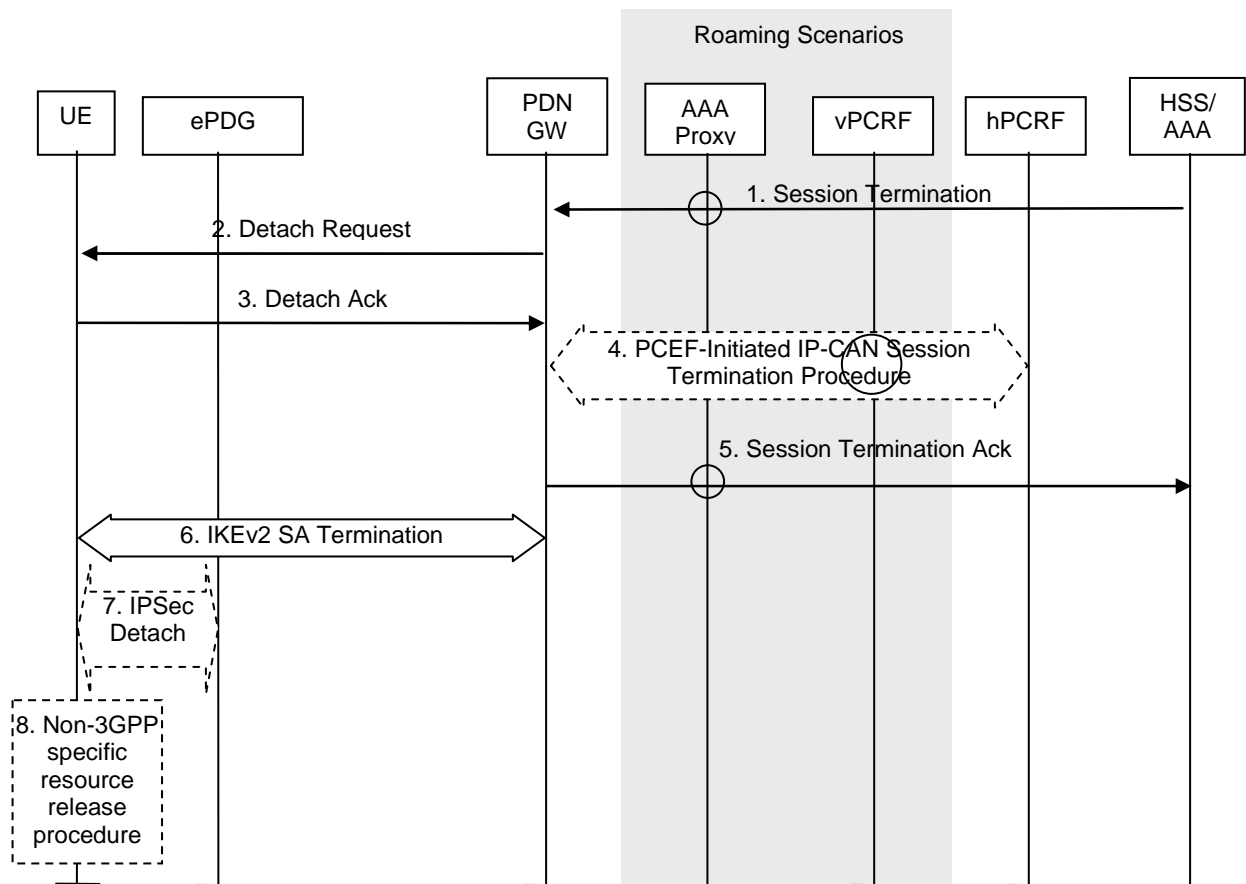 Roaming Scenarios
UE
ePDG
PDN
GW
AAA
Proxy
vPCRF
hPCRF
HSS/
AAA
1. Session Termination
2. Detach Request
3. Detach Ack
4. PCEF-Initiated IP-CAN Session
Termination Procedure
5. Session Termination Ack
6. IKEv2 SA Termination
7. IPSec
Detach
8. Non-3GPP
specific
resource
release
procedure